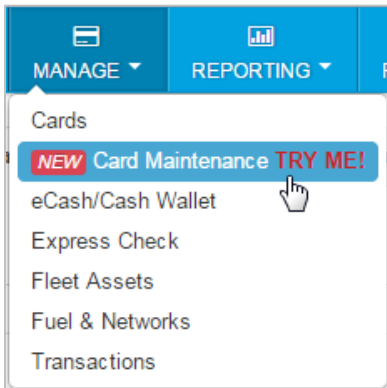 MANAGE REPORTING
Cards
NEW Card Maintenance TRY ME!
eCash/Cash Wallet
Express Check
Fleet Assets
Fuel & Networks
Transactions